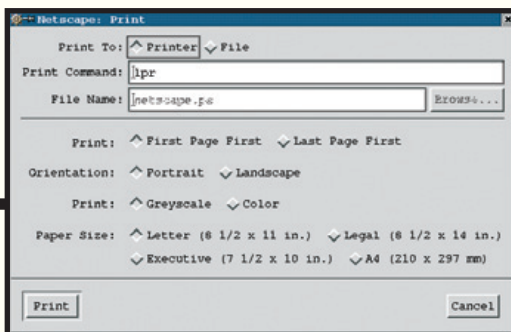 Netscape: Print
Print To: Printer File
Print Command: lpr
File Name: netscape.ps Browse...
Print: First Page First Last Page First
Orientation: Portrait Landscape
Print: Greyscale Color
Paper Size: Letter (8 1/2 x 11 in.) Legal (8 1/2 x 14 in.)
Executive (7 1/2 x 10 in.) A4 (210 x 297 mm)
Print Cancel